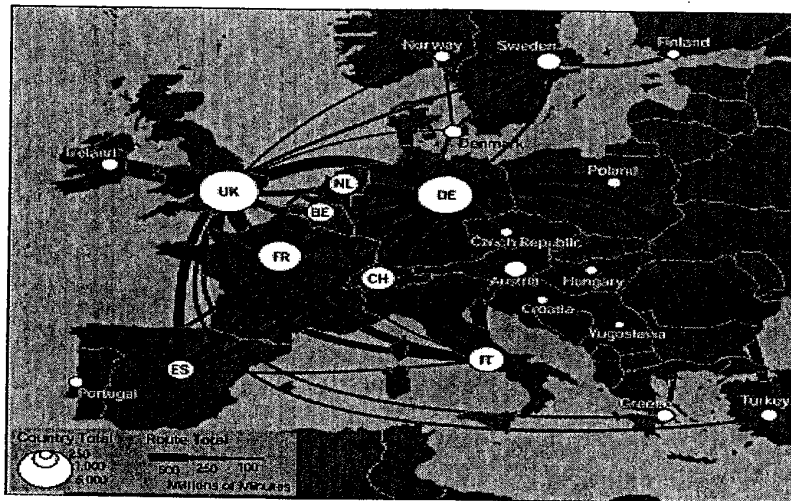 Norway
Sweden
Finland
Ireland
Denmark
UK
NL
DE
Poland
BE
Czech Republic
FR
CH
Austria
Hungary
Croatia
Yugoslavia
IT
ES
Portugal
Greece
Turkey
Country Total
Route Total
250
1,000
5,000
500 250 100
Millions of Minutes